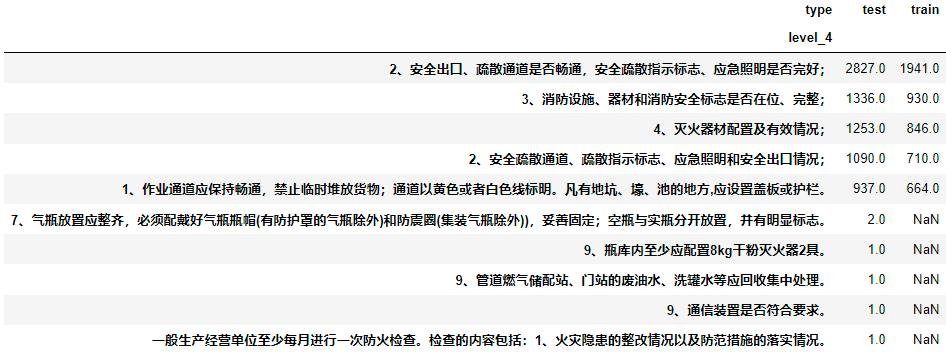 type test train
level_4
2、安全出口、疏散通道是否畅通，安全疏散指示标志、应急照明是否完好； 2827.0 1941.0
3、消防设施、器材和消防安全标志是否在位、完整； 1336.0 930.0
4、灭火器材配置及有效情况； 1253.0 846.0
2、安全疏散通道、疏散指示标志、应急照明和安全出口情况； 1090.0 710.0
1、作业通道应保持畅通，禁止临时堆放货物；通道以黄色或者白色线标明。凡有地坑、壕、池的地方,应设置盖板或护栏。 937.0 664.0
7、气瓶放置应整齐，必须配戴好气瓶瓶帽(有防护罩的气瓶除外)和防震圈(集装气瓶除外))，妥善固定；空瓶与实瓶分开放置，并有明显标志。 2.0 NaN
9、瓶库内至少应配置8kg干粉灭火器2具。 1.0 NaN
9、管道燃气储配站、门站的废油水、洗罐水等应回收集中处理。 1.0 NaN
9、通信装置是否符合要求。 1.0 NaN
一般生产经营单位至少每月进行一次防火检查。检查的内容包括：1、火灾隐患的整改情况以及防范措施的落实情况。 1.0 NaN